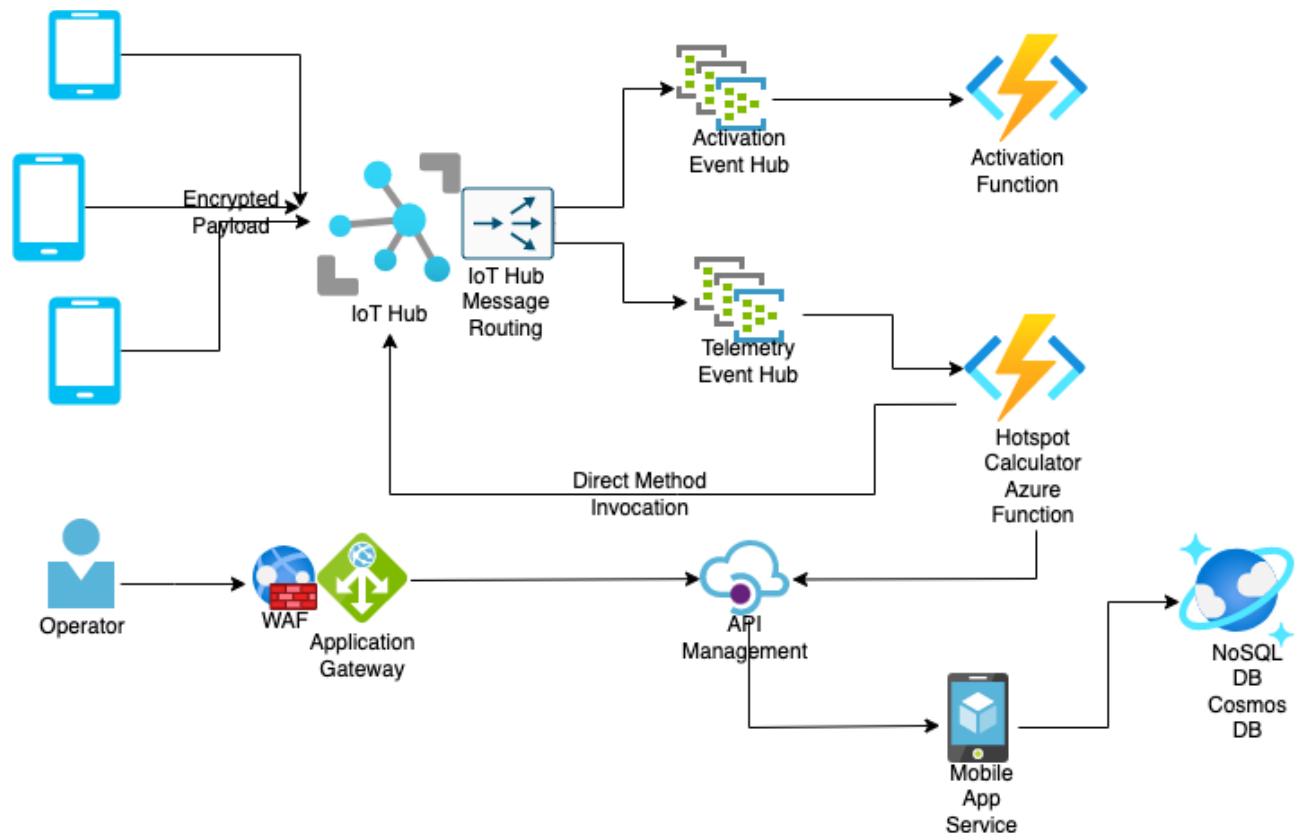 Encrypted
Payload
IoT Hub
IoT Hub
Message
Routing
Activation
Event Hub
Activation
Function
Telemetry
Event Hub
Hotspot
Calculator
Azure
Function
Direct Method
Invocation
Operator
WAF
Application
Gateway
API
Management
Mobile
App
Service
NoSQL
DB
Cosmos
DB